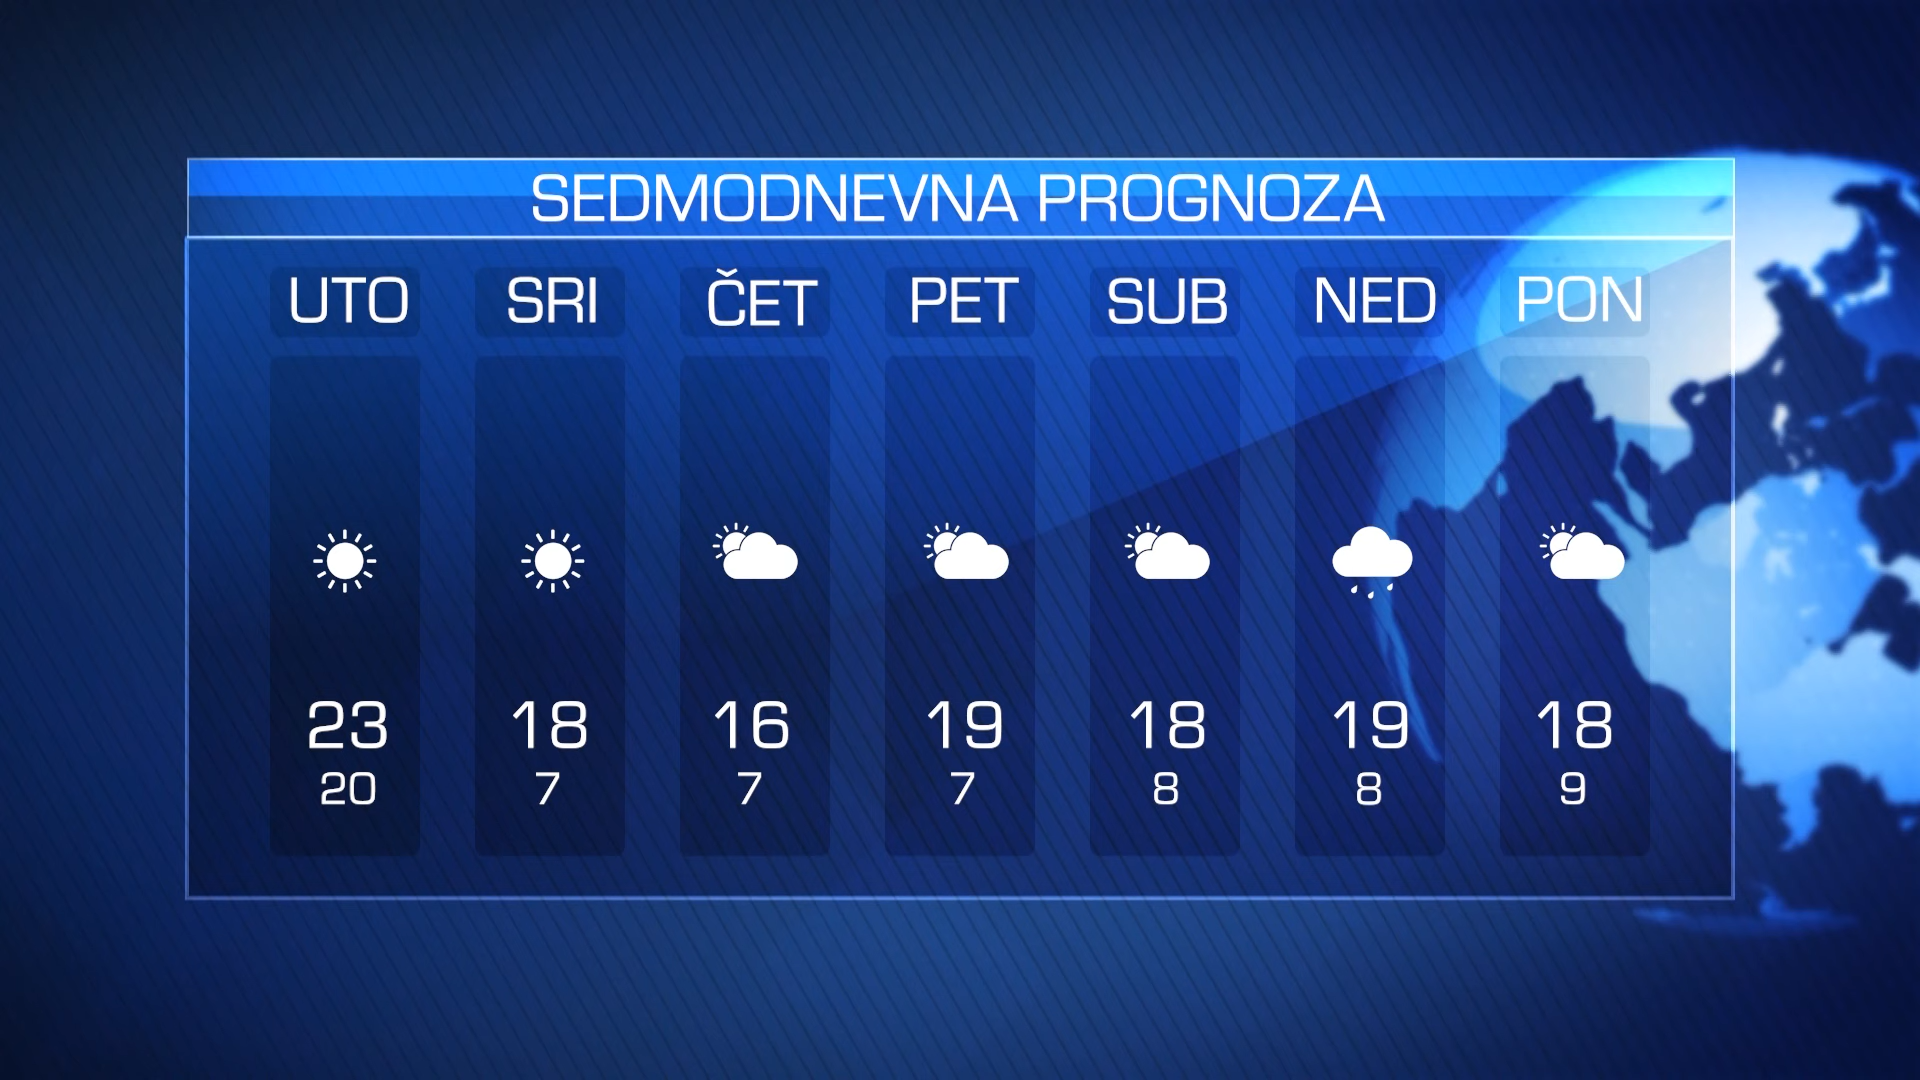 SEDMODNEVNA PROGNOZA
UTO SRI ČET PET SUB NED PON
23 18 16 19 18 19 18
20 7 7 7 8 8 9